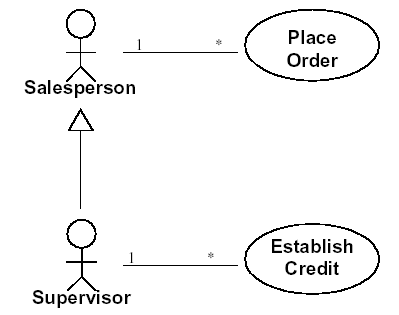 1 * Place
Order
Salesperson
1 * Establish
Credit
Supervisor